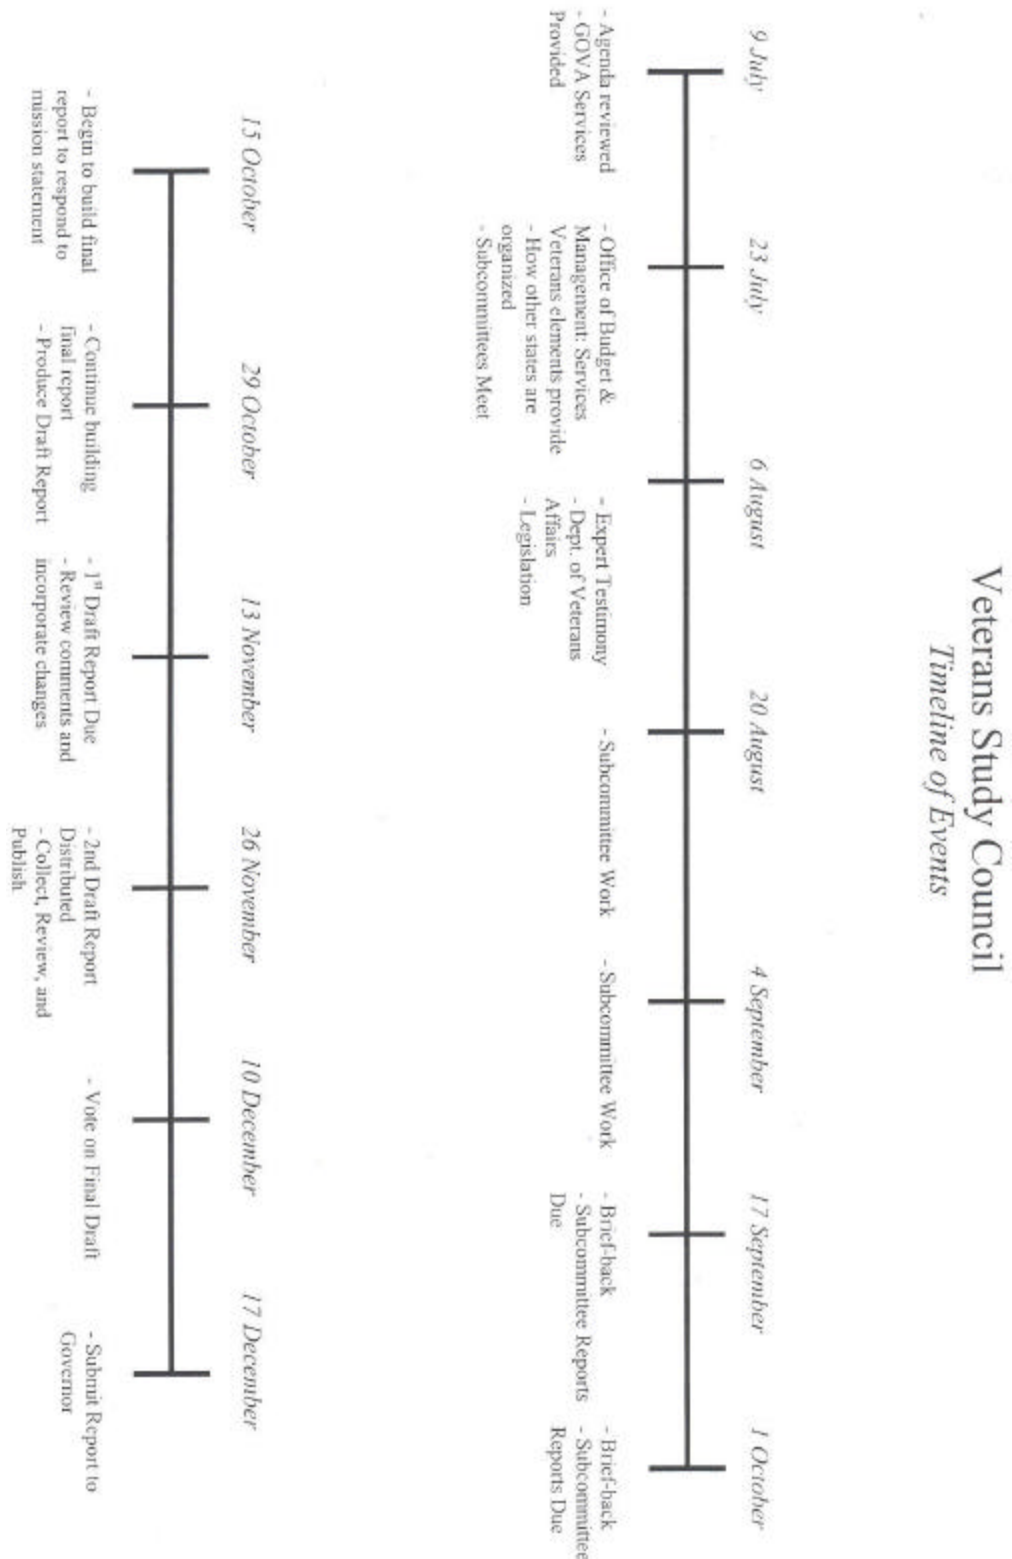 Veterans Study Council
Timeline of Events
9 July
- Agenda reviewed
- GOVA Services
Provided
23 July
- Office of Budget &
Management: Services
Veterans elements provide
- How other states are
organized
- Subcommittees Meet
6 August
- Expert Testimony
- Dept. of Veterans
Affairs
- Legislation
20 August
- Subcommittee Work
4 September
- Subcommittee Work
17 September
- Brief-back
- Subcommittee Reports
Due
1 October
- Brief-back
- Subcommittee
Reports Due
15 October
- Begin to build final
report to respond to
mission statement
29 October
- Continue building
final report
- Produce Draft Report
13 November
- 1st Draft Report Due
- Review comments and
incorporate changes
26 November
- 2nd Draft Report
Distributed
- Collect, Review, and
Publish
10 December
- Vote on Final Draft
17 December
- Submit Report to
Governor